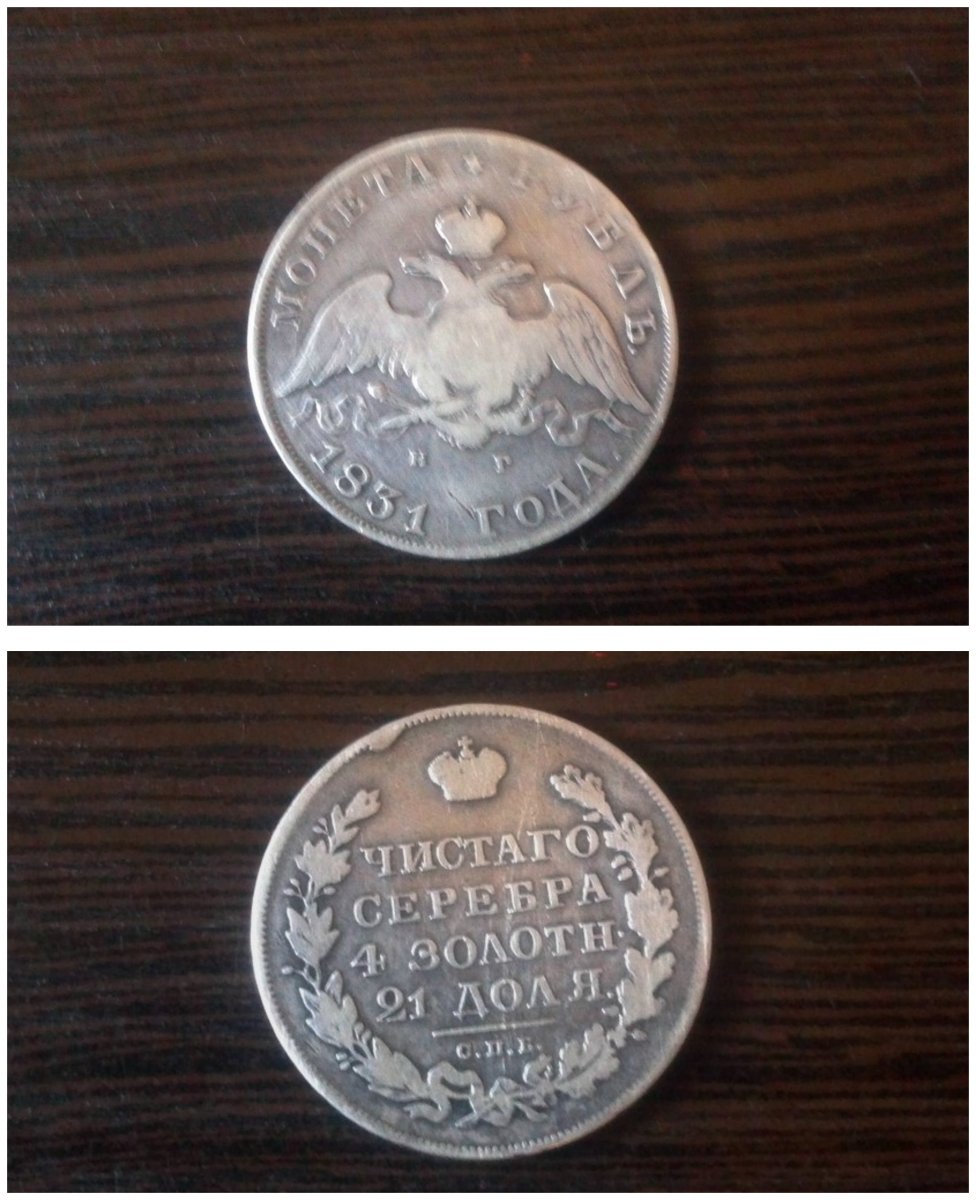 МОНЕТА * РУБЛЬ.
Н Г
1831 ГОДА.
ЧИСТАГО
СЕРЕБРА
4 ЗОЛОТН.
21 ДОЛЯ.
С.П.Б.